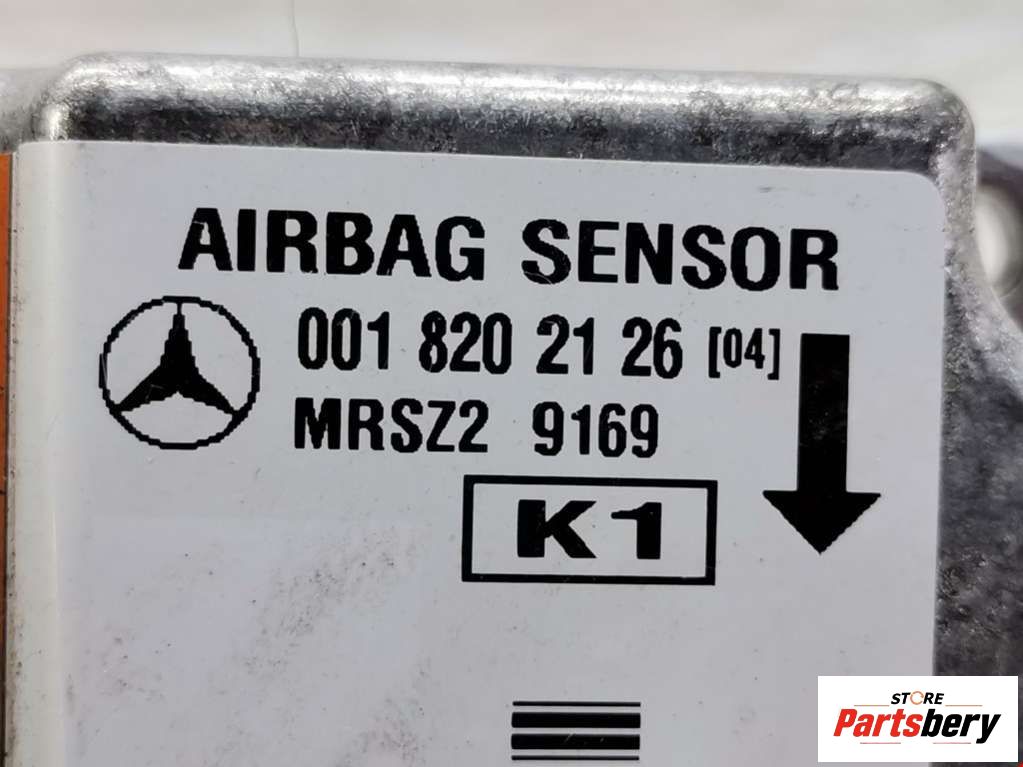 AIRBAG SENSOR
001 820 21 26 [04]
MRSZ2 9169
K1
STORE
Partsbery